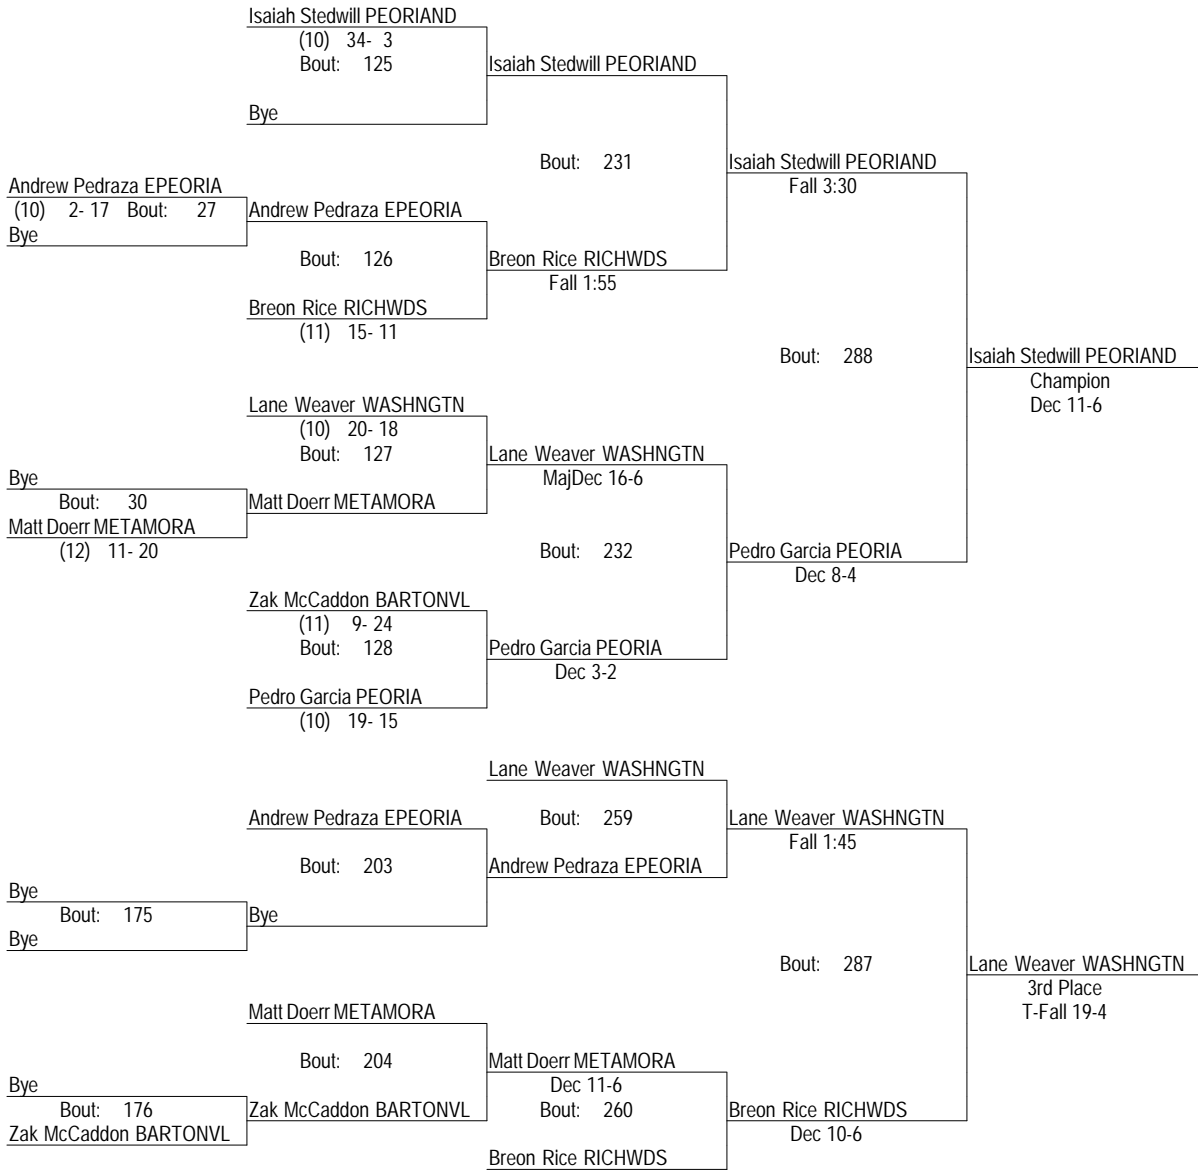 Isaiah Stedwill PEORIAND
(10) 34- 3
Bout: 125
Isaiah Stedwill PEORIAND
Bye
Bout: 231
Isaiah Stedwill PEORIAND
Fall 3:30
Andrew Pedraza EPEORIA
(10) 2- 17 Bout: 27
Bye
Andrew Pedraza EPEORIA
Bout: 126
Breon Rice RICHWDS
Fall 1:55
Breon Rice RICHWDS
(11) 15- 11
Bout: 288
Isaiah Stedwill PEORIAND
Champion
Dec 11-6
Lane Weaver WASHNGTN
(10) 20- 18
Bout: 127
Lane Weaver WASHNGTN
MajDec 16-6
Bye
Bout: 30
Matt Doerr METAMORA
(12) 11- 20
Matt Doerr METAMORA
Bout: 232
Pedro Garcia PEORIA
Dec 8-4
Zak McCaddon BARTONVL
(11) 9- 24
Bout: 128
Pedro Garcia PEORIA
Dec 3-2
Pedro Garcia PEORIA
(10) 19- 15
Lane Weaver WASHNGTN
Andrew Pedraza EPEORIA
Bout: 259
Lane Weaver WASHNGTN
Fall 1:45
Bout: 203
Andrew Pedraza EPEORIA
Bye
Bout: 175
Bye
Bye
Bout: 287
Lane Weaver WASHNGTN
3rd Place
T-Fall 19-4
Matt Doerr METAMORA
Bout: 204
Matt Doerr METAMORA
Dec 11-6
Bye
Bout: 176
Zak McCaddon BARTONVL
Zak McCaddon BARTONVL
Bout: 260
Breon Rice RICHWDS
Dec 10-6
Breon Rice RICHWDS